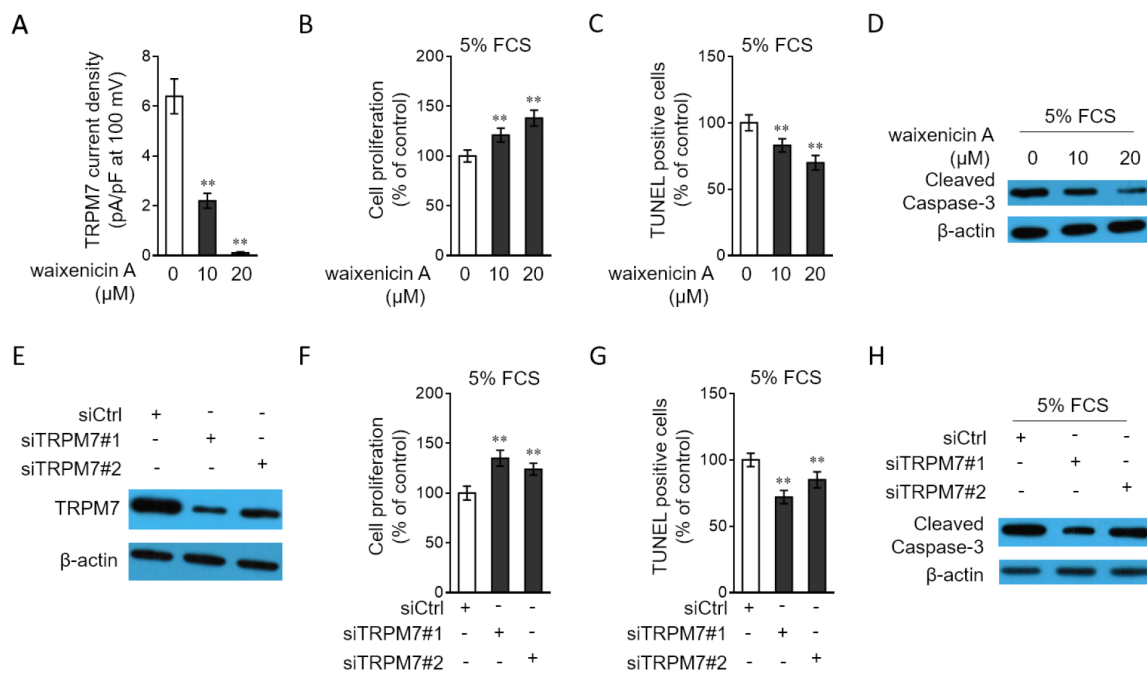 A
TRPM7 current density
(pA/pF at 100 mV)
8
6
4
2
0
**
**
waixenicin A
(μM)
0 10 20
B
5% FCS
Cell proliferation
(% of control)
200
150
100
50
0
**
**
waixenicin A
(μM)
0 10 20
C
5% FCS
TUNEL positive cells
(% of control)
150
100
50
0
**
**
waixenicin A
(μM)
0 10 20
D
5% FCS
waixenicin A
(μM)
0 10 20
Cleaved
Caspase-3
β-actin
E
siCtrl + - -
siTRPM7#1 - + -
siTRPM7#2 - - +
TRPM7
β-actin
F
5% FCS
Cell proliferation
(% of control)
200
150
100
50
0
**
**
siCtrl + - -
siTRPM7#1 - + -
siTRPM7#2 - - +
G
5% FCS
TUNEL positive cells
(% of control)
150
100
50
0
**
**
siCtrl + - -
siTRPM7#1 - + -
siTRPM7#2 - - +
H
5% FCS
siCtrl + - -
siTRPM7#1 - + -
siTRPM7#2 - - +
Cleaved
Caspase-3
β-actin